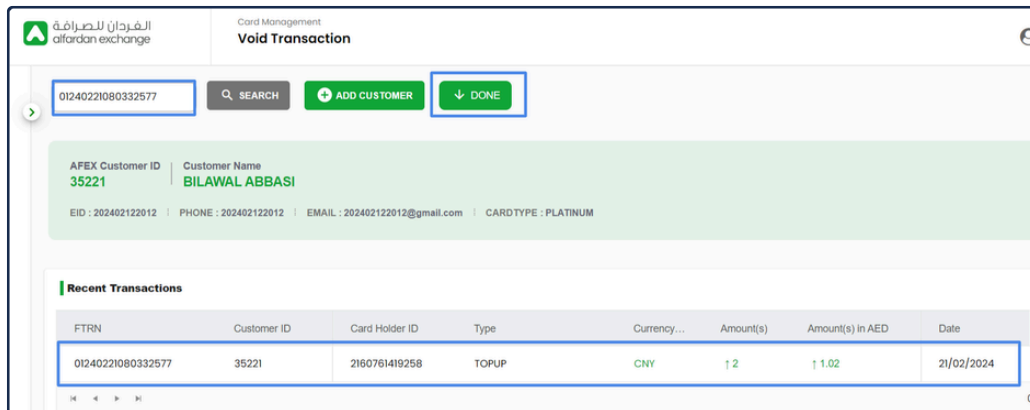 الفردان للصرافة
alfardan exchange
Card Management
Void Transaction
01240221080332577
SEARCH
ADD CUSTOMER
DONE
AFEX Customer ID
Customer Name
35221
BILAWAL ABBASI
EID : 202402122012
PHONE : 202402122012
EMAIL : 202402122012@gmail.com
CARDTYPE : PLATINUM
Recent Transactions
FTRN Customer ID Card Holder ID Type Currency... Amount(s) Amount(s) in AED Date
01240221080332577 35221 2160761419258 TOPUP CNY ↑ 2 ↑ 1.02 21/02/2024